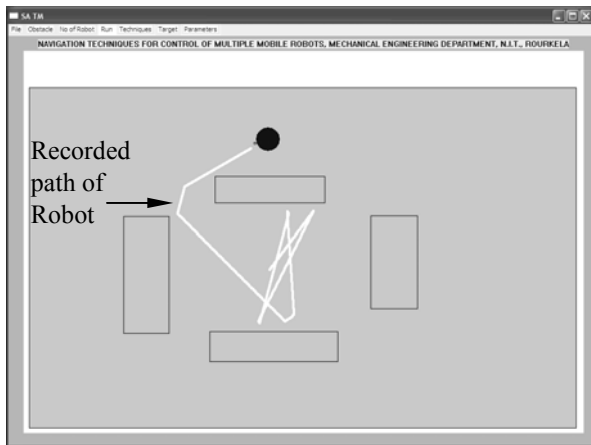 SA TM
File Obstacle No of Robot Run Techniques Target Parameters
NAVIGATION TECHNIQUES FOR CONTROL OF MULTIPLE MOBILE ROBOTS, MECHANICAL ENGINEERING DEPARTMENT, N.I.T., ROURKELA
Recorded
path of
Robot